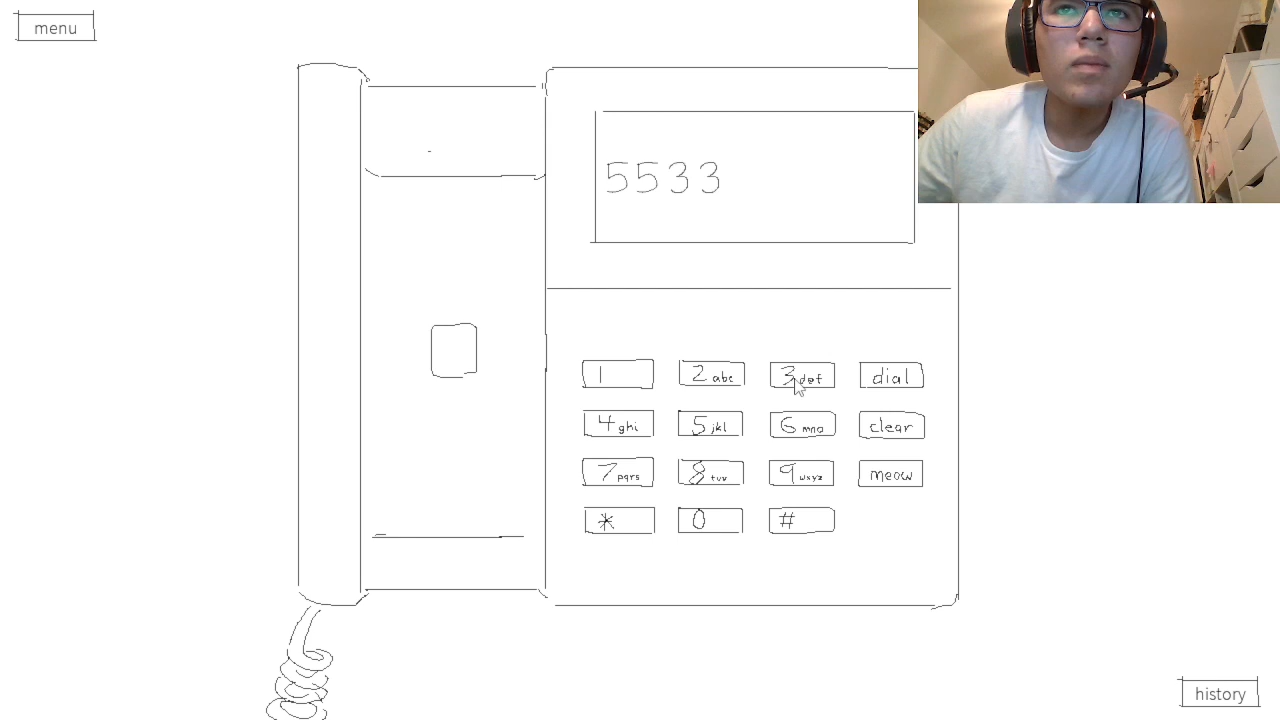 menu
5533
1 2 abc 3 def dial
4 ghi 5 jkl 6 mno clear
7 pqrs 8 tuv 9 wxyz meow
* 0 #
history